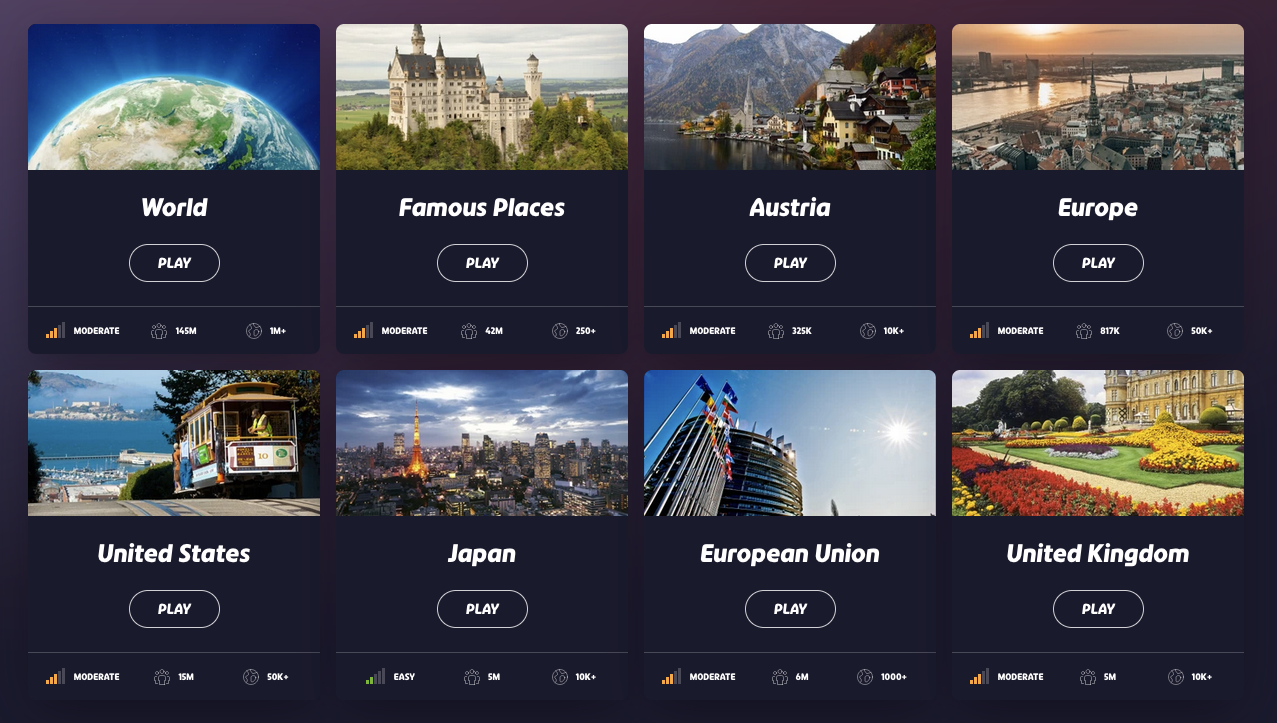 World
Famous Places
Austria
Europe
PLAY
PLAY
PLAY
PLAY
MODERATE 145M 1M+
MODERATE 42M 250+
MODERATE 325K 10K+
MODERATE 817K 50K+
10
United States
Japan
European Union
United Kingdom
PLAY
PLAY
PLAY
PLAY
MODERATE 15M 50K+
EASY 5M 10K+
MODERATE 6M 1000+
MODERATE 5M 10K+